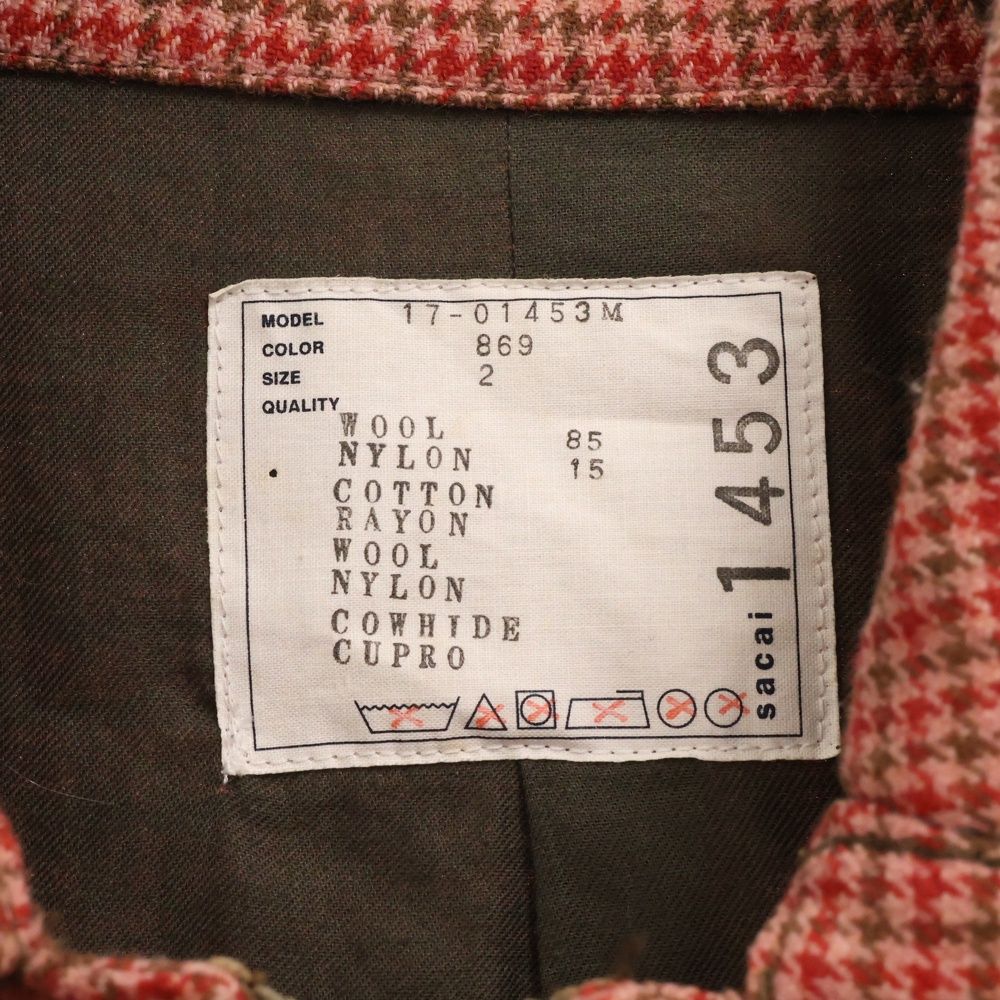 MODEL 17-01453M
COLOR 869
SIZE 2
QUALITY
WOOL 85
NYLON 15
COTTON
RAYON
WOOL
NYLON
COWHIDE
CUPRO
sacai 1453